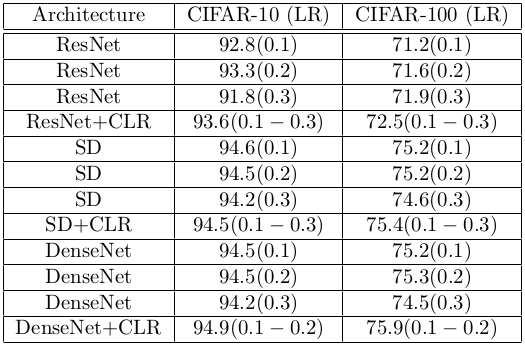 Architecture CIFAR-10 (LR) CIFAR-100 (LR)
ResNet 92.8(0.1) 71.2(0.1)
ResNet 93.3(0.2) 71.6(0.2)
ResNet 91.8(0.3) 71.9(0.3)
ResNet+CLR 93.6(0.1 − 0.3) 72.5(0.1 − 0.3)
SD 94.6(0.1) 75.2(0.1)
SD 94.5(0.2) 75.2(0.2)
SD 94.2(0.3) 74.6(0.3)
SD+CLR 94.5(0.1 − 0.3) 75.4(0.1 − 0.3)
DenseNet 94.5(0.1) 75.2(0.1)
DenseNet 94.5(0.2) 75.3(0.2)
DenseNet 94.2(0.3) 74.5(0.3)
DenseNet+CLR 94.9(0.1 − 0.2) 75.9(0.1 − 0.2)